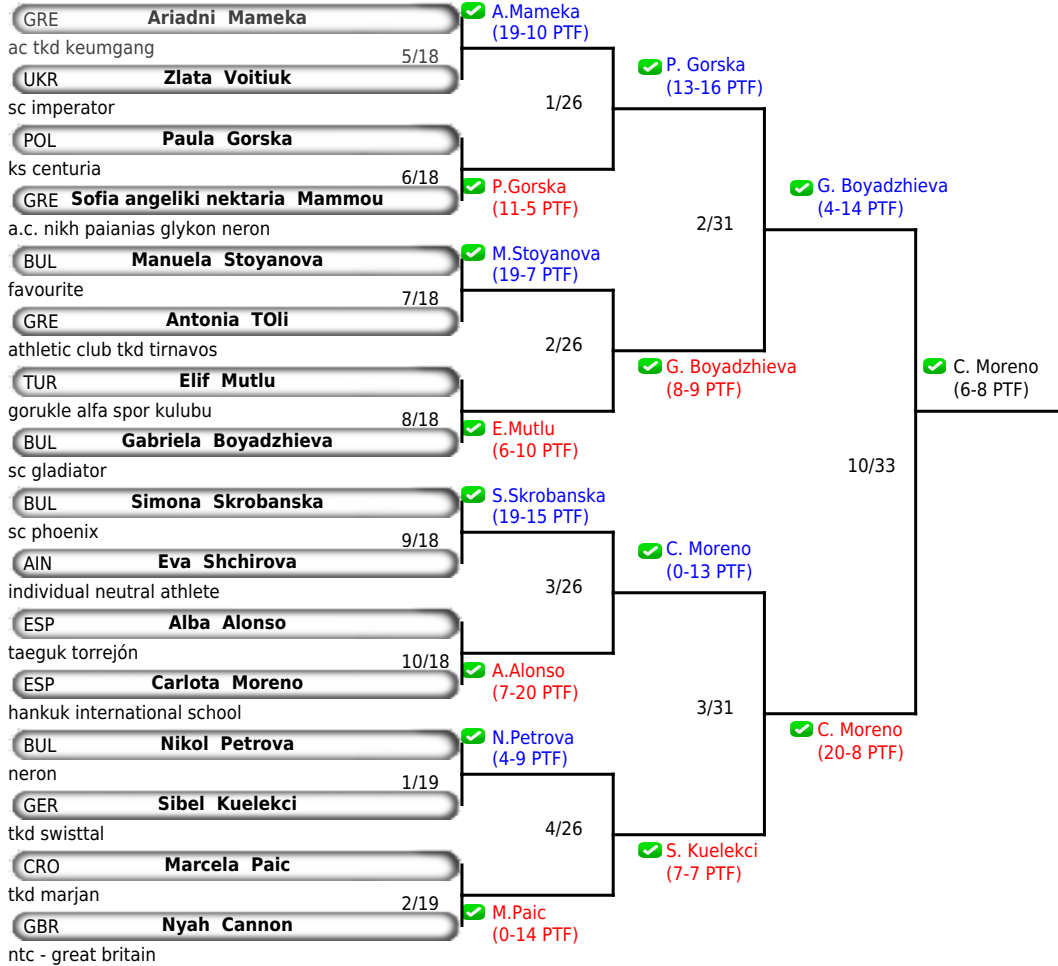 GRE Ariadni Mameka
ac tkd keumgang
5/18
UKR Zlata Voitiuk
sc imperator
POL Paula Gorska
ks centuria
6/18
GRE Sofia angeliki nektaria Mammou
a.c. nikh paianias glykon neron
BUL Manuela Stoyanova
favourite
7/18
GRE Antonia TOli
athletic club tkd tirnavos
TUR Elif Mutlu
gorukle alfa spor kulubu
8/18
BUL Gabriela Boyadzhieva
sc gladiator
BUL Simona Skrobanska
sc phoenix
9/18
AIN Eva Shchirova
individual neutral athlete
ESP Alba Alonso
taeguk torrejón
10/18
ESP Carlota Moreno
hankuk international school
BUL Nikol Petrova
neron
1/19
GER Sibel Kuelekci
tkd swisttal
CRO Marcela Paic
tkd marjan
2/19
GBR Nyah Cannon
ntc - great britain
A.Mameka
(19-10 PTF)
1/26
P.Gorska
(11-5 PTF)
M.Stoyanova
(19-7 PTF)
2/26
E.Mutlu
(6-10 PTF)
S.Skrobanska
(19-15 PTF)
3/26
A.Alonso
(7-20 PTF)
N.Petrova
(4-9 PTF)
4/26
M.Paic
(0-14 PTF)
P. Gorska
(13-16 PTF)
2/31
G. Boyadzhieva
(8-9 PTF)
C. Moreno
(0-13 PTF)
3/31
S. Kuelekci
(7-7 PTF)
G. Boyadzhieva
(4-14 PTF)
10/33
C. Moreno
(20-8 PTF)
C. Moreno
(6-8 PTF)